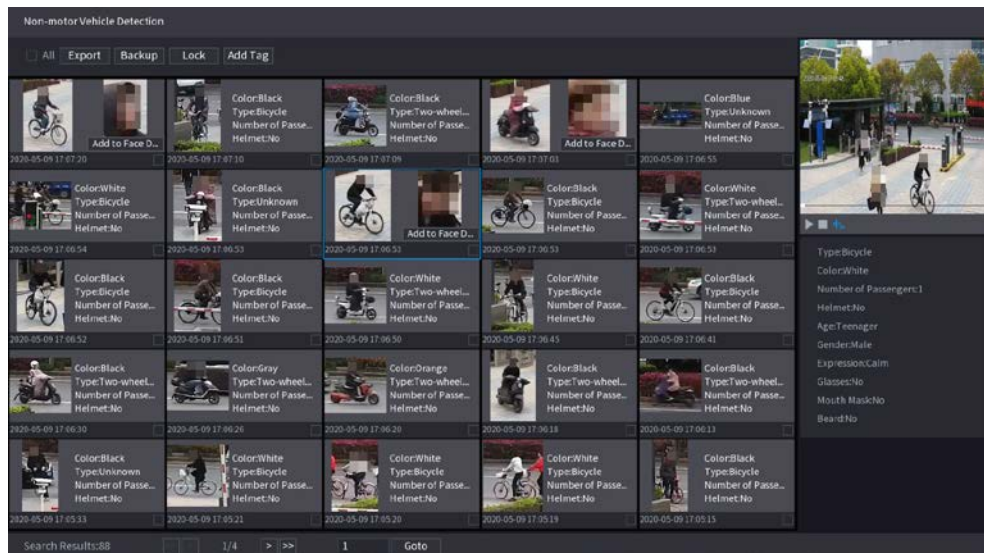 Non-motor Vehicle Detection
All Export Backup Lock Add Tag
Add to Face D...
2020-05-09 17:07:20
Color:Black
Type:Bicycle
Number of Passe...
Helmet:No
2020-05-09 17:07:10
Color:Black
Type:Two-wheel...
Number of Passe...
Helmet:No
2020-05-09 17:07:09
Add to Face D...
2020-05-09 17:07:03
Color:Blue
Type:Unknown
Number of Passe...
Helmet:No
2020-05-09 17:06:55
Color:White
Type:Bicycle
Number of Passe...
Helmet:No
2020-05-09 17:06:54
Color:Black
Type:Unknown
Number of Passe...
Helmet:No
2020-05-09 17:06:53
Add to Face D...
2020-05-09 17:06:53
Color:Black
Type:Bicycle
Number of Passe...
Helmet:No
2020-05-09 17:06:53
Color:White
Type:Two-wheel...
Number of Passe...
Helmet:No
2020-05-09 17:06:53
Color:Black
Type:Bicycle
Number of Passe...
Helmet:No
2020-05-09 17:06:52
Color:Black
Type:Bicycle
Number of Passe...
Helmet:No
2020-05-09 17:06:51
Color:White
Type:Two-wheel...
Number of Passe...
Helmet:No
2020-05-09 17:06:50
Color:White
Type:Bicycle
Number of Passe...
Helmet:No
2020-05-09 17:06:45
Color:Black
Type:Bicycle
Number of Passe...
Helmet:No
2020-05-09 17:06:41
Color:Black
Type:Two-wheel...
Number of Passe...
Helmet:No
2020-05-09 17:06:30
Color:Gray
Type:Two-wheel...
Number of Passe...
Helmet:No
2020-05-09 17:06:26
Color:Orange
Type:Two-wheel...
Number of Passe...
Helmet:No
2020-05-09 17:06:20
Color:Black
Type:Two-wheel...
Number of Passe...
Helmet:No
2020-05-09 17:06:18
Color:Black
Type:Two-wheel...
Number of Passe...
Helmet:No
2020-05-09 17:06:13
Color:Black
Type:Unknown
Number of Passe...
Helmet:No
2020-05-09 17:05:33
Color:White
Type:Bicycle
Number of Passe...
Helmet:No
2020-05-09 17:05:21
Color:White
Type:Bicycle
Number of Passe...
Helmet:No
2020-05-09 17:05:20
Color:White
Type:Bicycle
Number of Passe...
Helmet:No
2020-05-09 17:05:19
Color:Black
Type:Bicycle
Number of Passe...
Helmet:No
2020-05-09 17:05:15
Type:Bicycle
Color:White
Number of Passengers:1
Helmet:No
Age:Teenager
Gender:Male
Expression:Calm
Glasses:No
Mouth Mask:No
Beard:No
Search Results:88 1/4 > >> 1 Goto